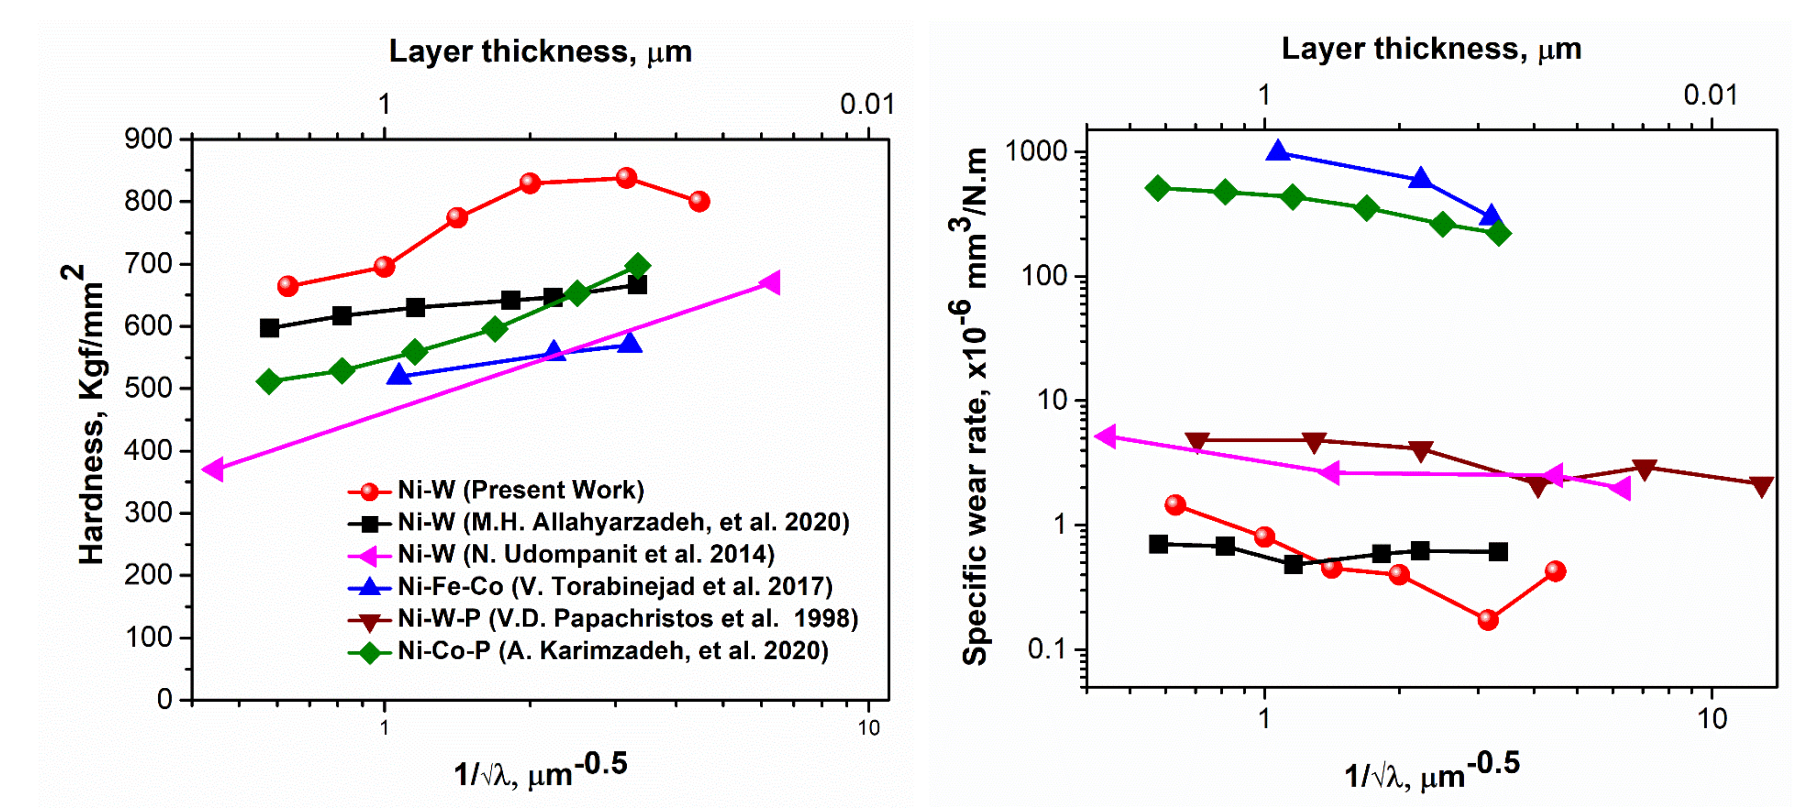 Layer thickness, μm
1 0.01
900
800
700
600
500
400
300
200
100
0
Hardness, Kgf/mm²
Ni-W (Present Work)
Ni-W (M.H. Allahyarzadeh, et al. 2020)
Ni-W (N. Udompanit et al. 2014)
Ni-Fe-Co (V. Torabinejad et al. 2017)
Ni-W-P (V.D. Papachristos et al.  1998)
Ni-Co-P (A. Karimzadeh, et al. 2020)
1 10
1/√λ, μm⁻⁰·⁵
Layer thickness, μm
1 0.01
1000
100
10
1
0.1
Specific wear rate, x10⁻⁶ mm³/N.m
1 10
1/√λ, μm⁻⁰·⁵